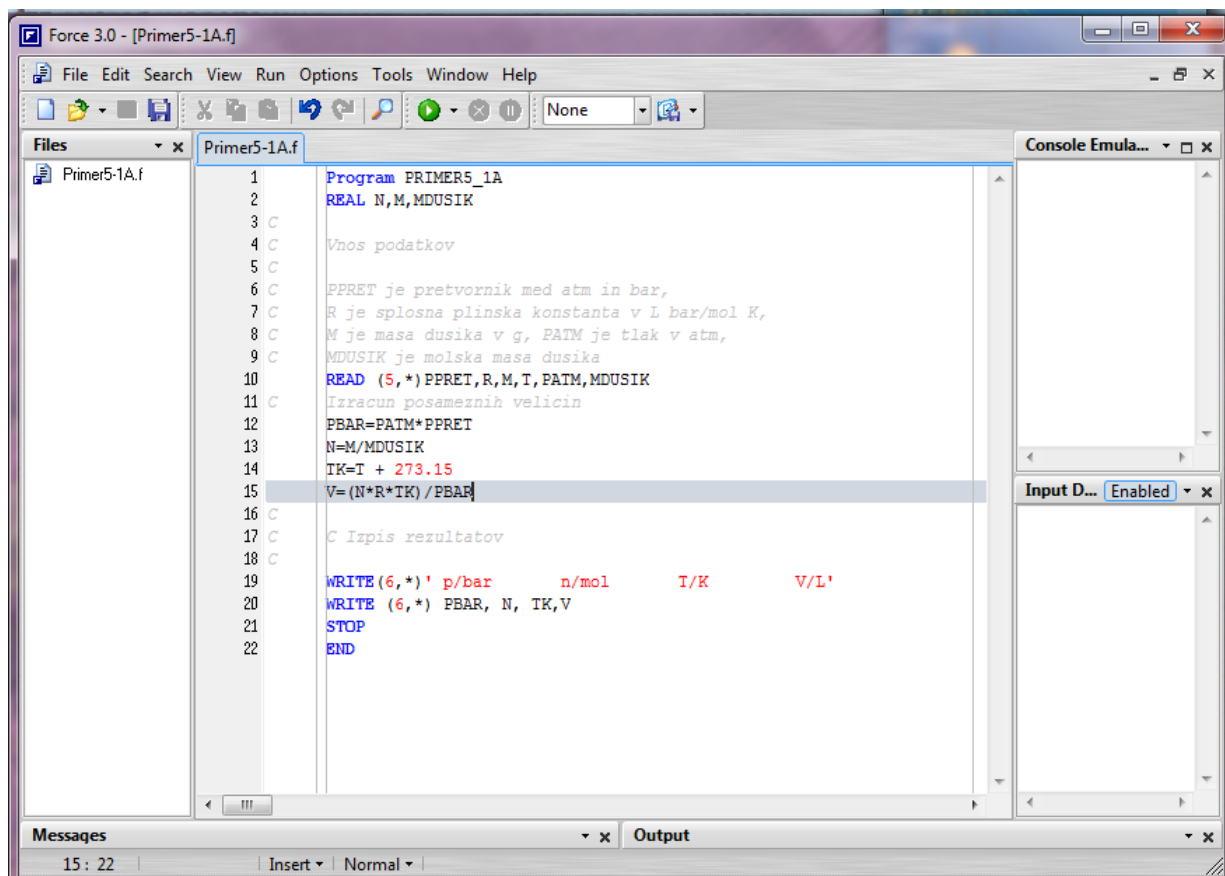 Force 3.0 - [Primer5-1A.f]
File Edit Search View Run Options Tools Window Help
None
Files
Primer5-1A.f
Primer5-1A.f
1 Program PRIMER5_1A
2 REAL N,M,MDUSIK
3 C
4 C Vnos podatkov
5 C
6 C PPRET je pretvornik med atm in bar,
7 C R je splosna plinska konstanta v L bar/mol K,
8 C M je masa dusika v g, PATM je tlak v atm,
9 C MDUSIK je molska masa dusika
10 READ (5,*)PPRET,R,M,T,PATM,MDUSIK
11 C Izracun posameznih velicin
12 PBAR=PATM*PPRET
13 N=M/MDUSIK
14 TK=T + 273.15
15 V=(N*R*TK)/PBAR
16 C
17 C C Izpis rezultatov
18 C
19 WRITE(6,*)' p/bar n/mol T/K V/L'
20 WRITE (6,*) PBAR, N, TK,V
21 STOP
22 END
Console Emula...
Input D... Enabled
Messages
Output
15: 22 Insert Normal